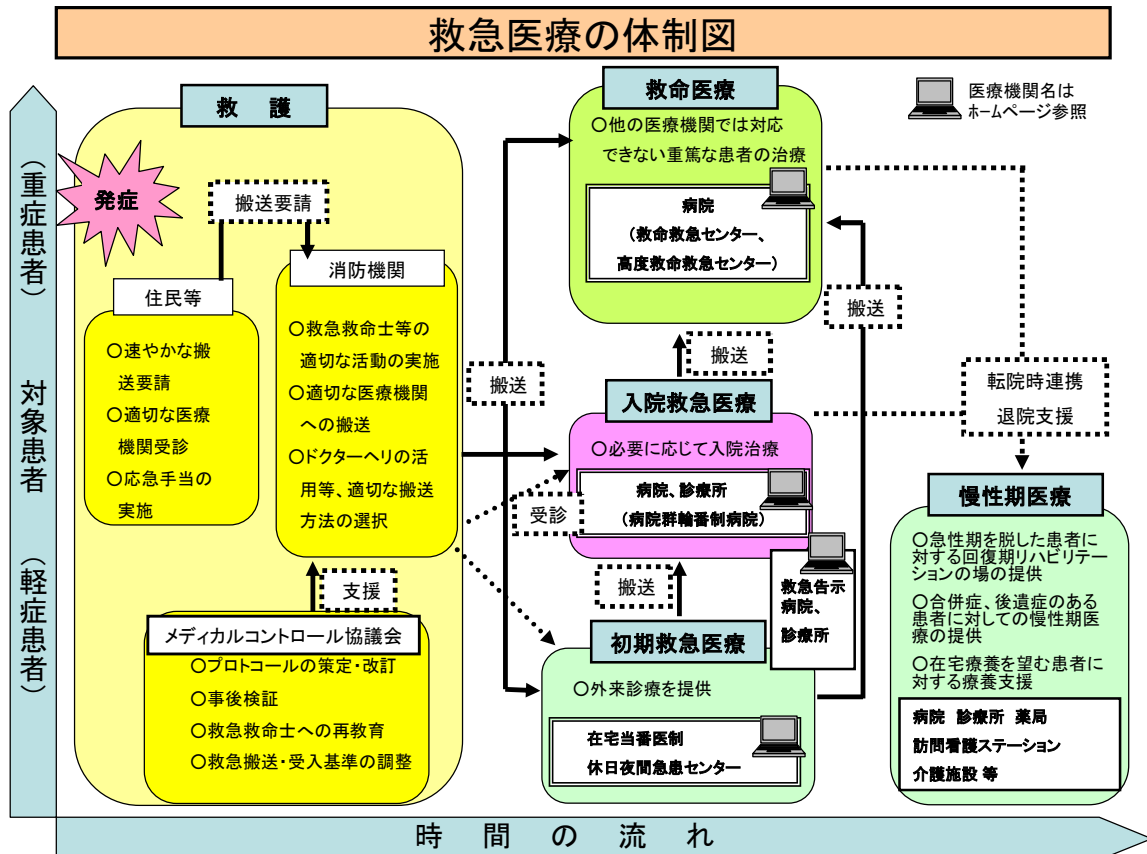 救急医療の体制図
医療機関名は
ホームページ参照
(重症患者)
対象患者
(軽症患者)
救 護
発症
搬送要請
住民等
○速やかな搬
送要請
○適切な医療
機関受診
○応急手当の
実施
消防機関
○救急救命士等の
適切な活動の実施
○適切な医療機関
への搬送
○ドクターヘリの活
用等、適切な搬送
方法の選択
支援
メディカルコントロール協議会
○プロトコールの策定・改訂
○事後検証
○救急救命士への再教育
○救急搬送・受入基準の調整
搬送
受診
救命医療
○他の医療機関では対応
できない重篤な患者の治療
病院
(救命救急センター、
高度救命救急センター)
搬送
搬送
入院救急医療
○必要に応じて入院治療
病院、診療所
(病院群輪番制病院)
救急告示
病院、
診療所
搬送
初期救急医療
○外来診療を提供
在宅当番医制
休日夜間急患センター
転院時連携
退院支援
慢性期医療
○急性期を脱した患者に
対する回復期リハビリテー
ションの場の提供
○合併症、後遺症のある
患者に対しての慢性期医
療の提供
○在宅療養を望む患者に
対する療養支援
病院 診療所 薬局
訪問看護ステーション
介護施設 等
時 間 の 流 れ